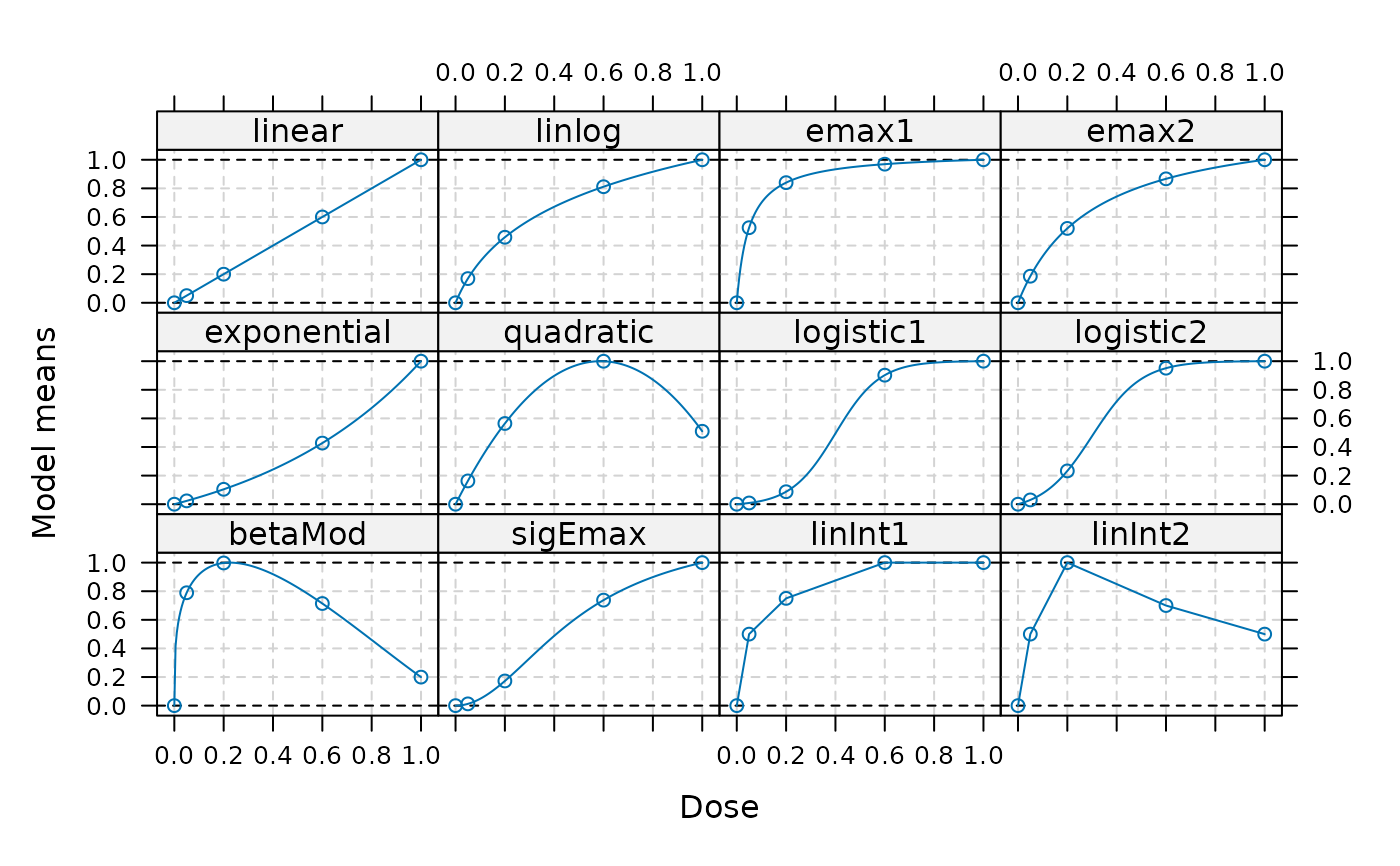 0.0 0.2 0.4 0.6 0.8 1.0 0.0 0.2 0.4 0.6 0.8 1.0
linear linlog emax1 emax2
1.0
0.8
0.6
0.4
0.2
0.0
exponential quadratic logistic1 logistic2
1.0
0.8
0.6
0.4
0.2
0.0
Model means
betaMod sigEmax linInt1 linInt2
1.0
0.8
0.6
0.4
0.2
0.0
0.0 0.2 0.4 0.6 0.8 1.0 0.0 0.2 0.4 0.6 0.8 1.0
Dose